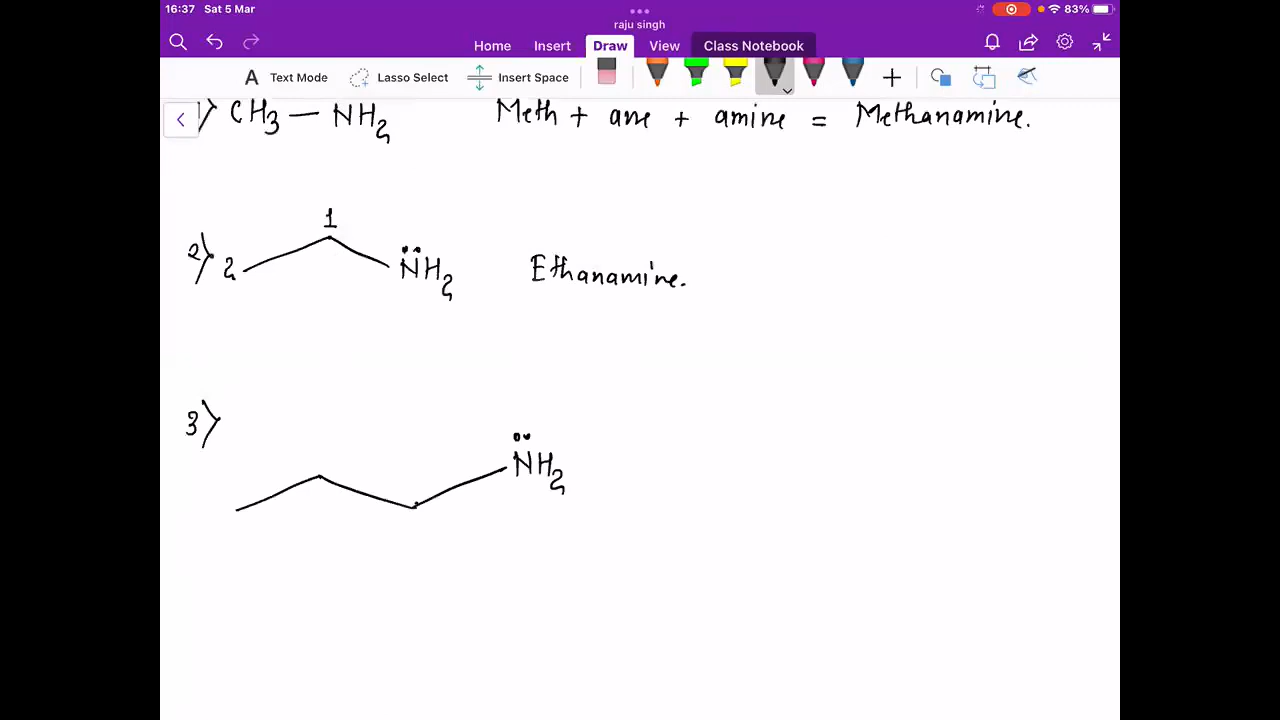 16:37 Sat 5 Mar
83%
raju singh
Home Insert Draw View Class Notebook
A Text Mode Lasso Select Insert Space
CH3 — NH2 Meth + ane + amine = Methanamine.
1
2) 2 NH2 Ethanamine.
3)
NH2